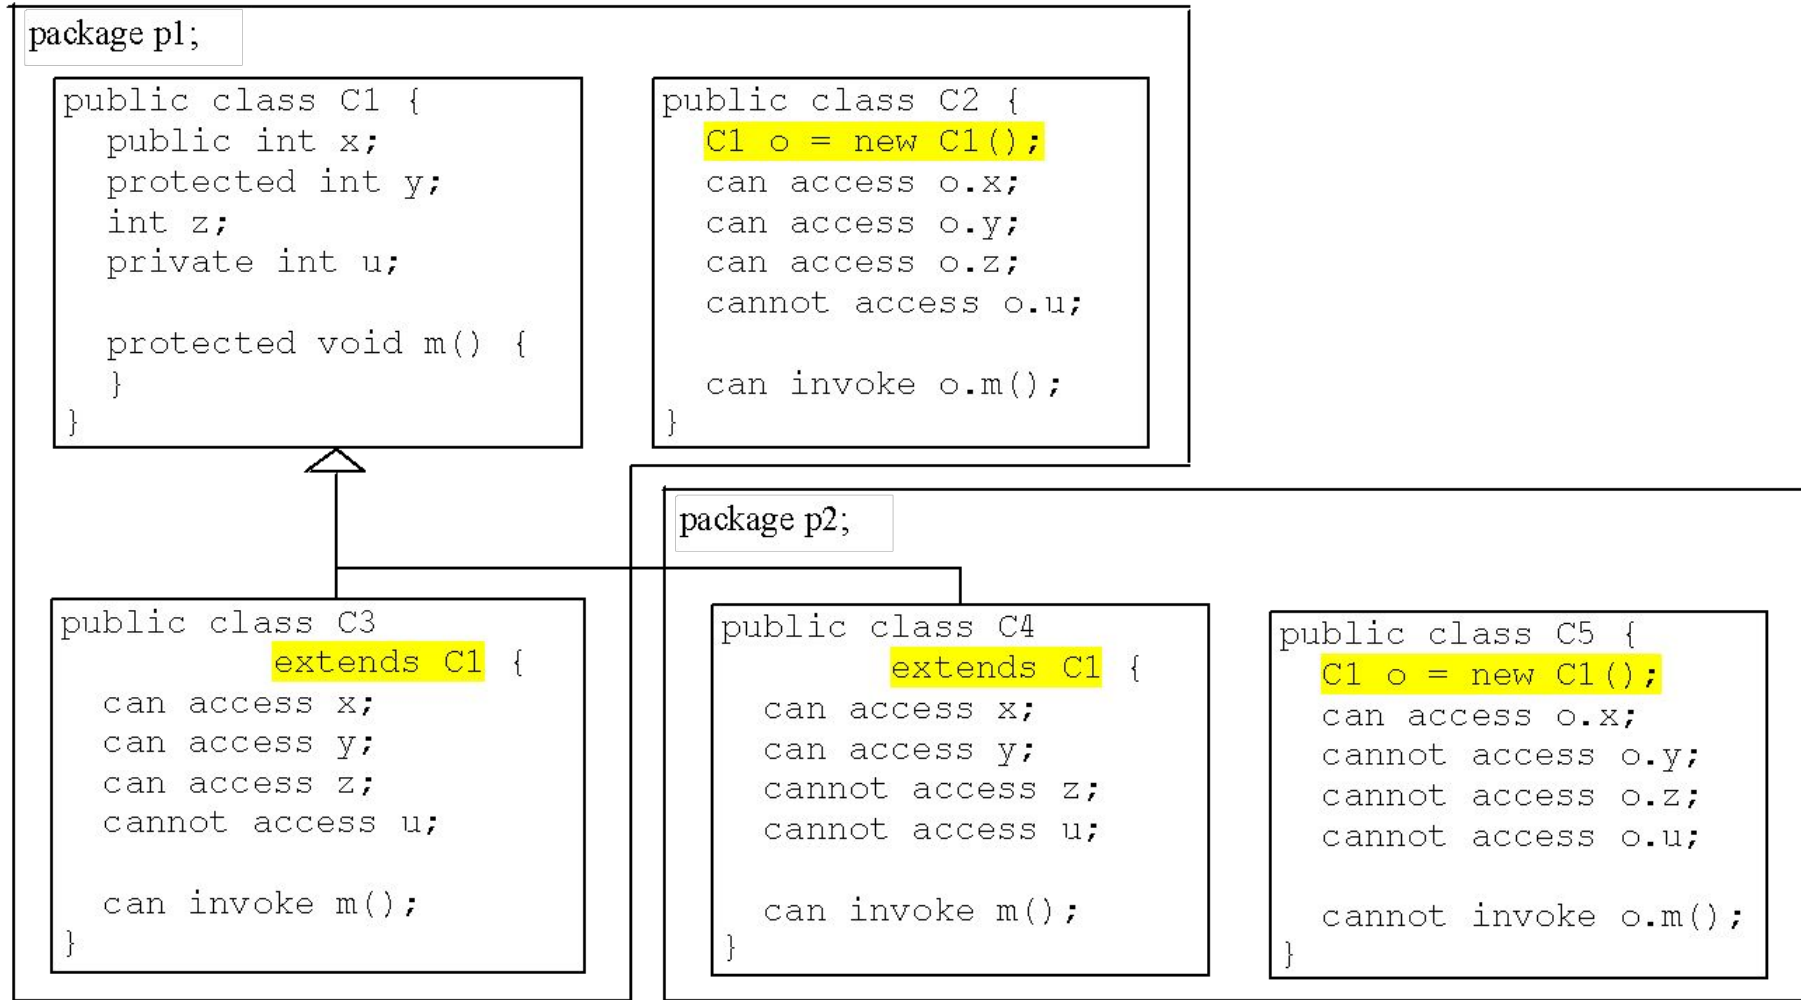 package p1;
public class C1 {
public int x;
protected int y;
int z;
private int u;
protected void m() {
}
}
public class C2 {
C1 o = new C1();
can access o.x;
can access o.y;
can access o.z;
cannot access o.u;
can invoke o.m();
}
package p2;
public class C3
extends C1 {
can access x;
can access y;
can access z;
cannot access u;
can invoke m();
}
public class C4
extends C1 {
can access x;
can access y;
cannot access z;
cannot access u;
can invoke m();
}
public class C5 {
C1 o = new C1();
can access o.x;
cannot access o.y;
cannot access o.z;
cannot access o.u;
cannot invoke o.m();
}